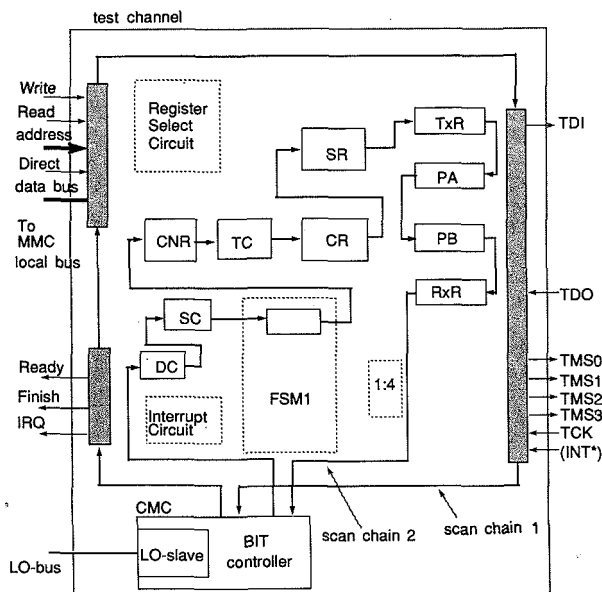 test channel
Write
Read
address
Direct
data bus
To
MMC
local bus
Register
Select
Circuit
TxR
SR
PA
CNR
TC
CR
PB
RxR
TDI
TDO
SC
DC
FSM1
1:4
Interrupt
Circuit
Ready
Finish
IRQ
TMS0
TMS1
TMS2
TMS3
TCK
(INT*)
CMC
LO-slave
BIT
controller
LO-bus
scan chain 2
scan chain 1